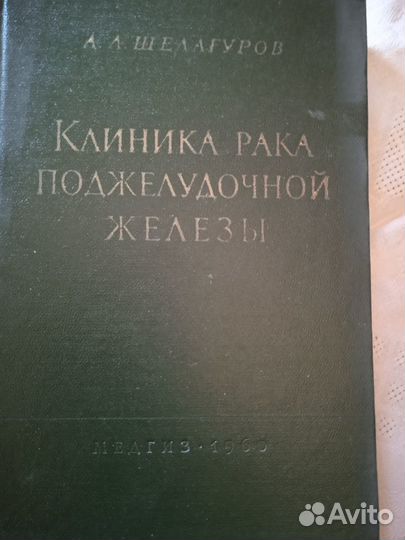 А. А. ШЕЛАГУРОВ
КЛИНИКА РАКА
ПОДЖЕЛУДОЧНОЙ
ЖЕЛЕЗЫ
МЕДГИЗ · 1960
Avito